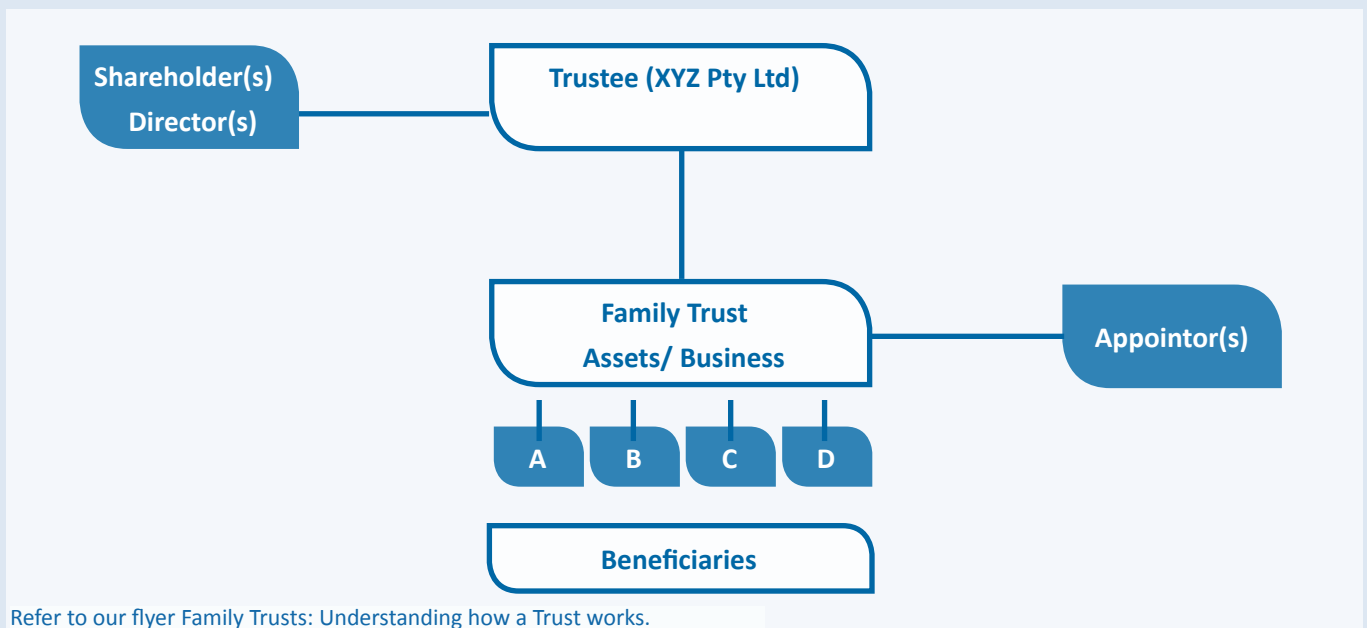 Shareholder(s)
Director(s)
Trustee (XYZ Pty Ltd)
Family Trust
Assets/ Business
Appointor(s)
A
B
C
D
Beneficiaries
Refer to our flyer Family Trusts: Understanding how a Trust works.